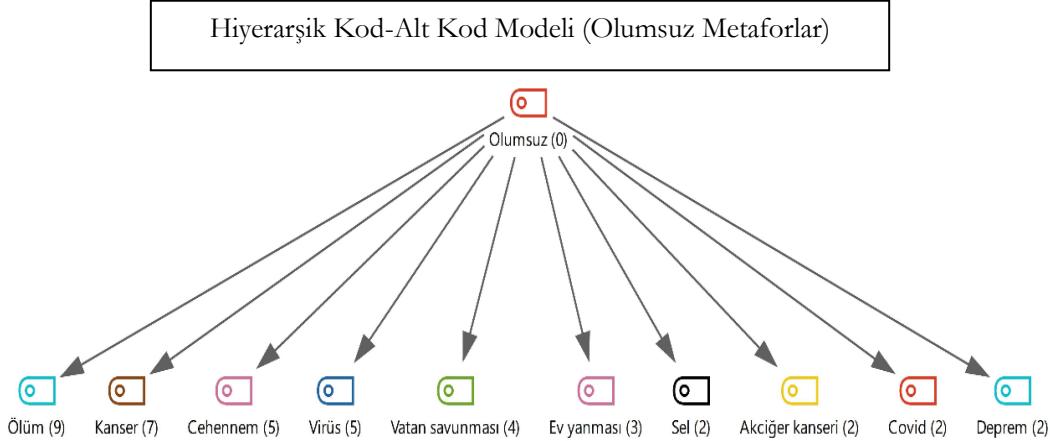 Hiyerarşik Kod-Alt Kod Modeli (Olumsuz Metaforlar)
Olumsuz (0)
Ölüm (9)
Kanser (7)
Cehennem (5)
Virüs (5)
Vatan savunması (4)
Ev yanması (3)
Sel (2)
Akciğer kanseri (2)
Covid (2)
Deprem (2)